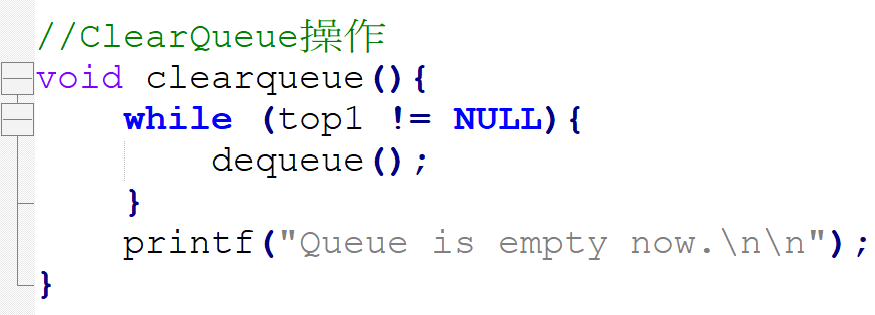 //ClearQueue操作
void clearqueue(){
    while (top1 != NULL){
        dequeue();
    }
    printf("Queue is empty now.\n\n");
}